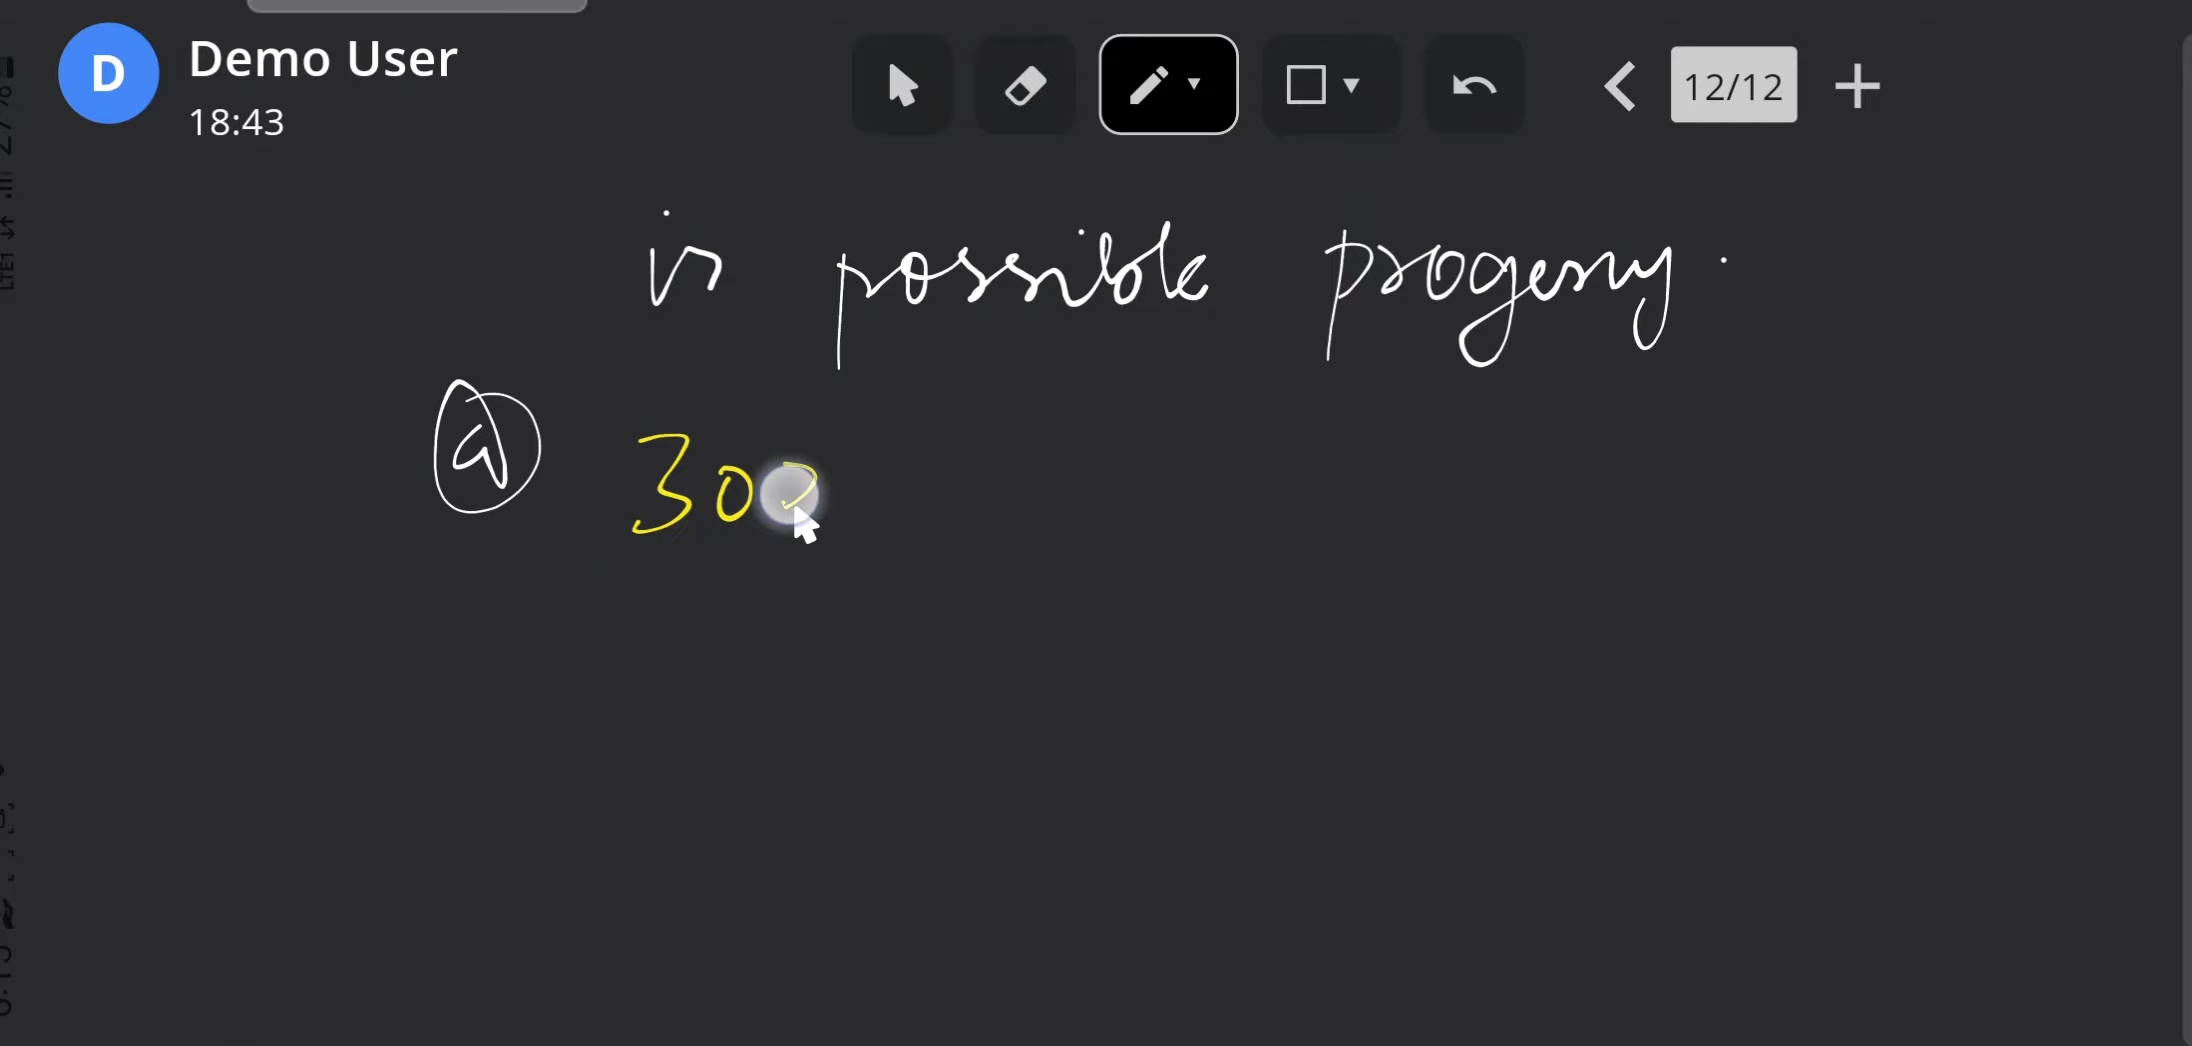 D
Demo User
18:43
12/12
is possible progeny.
a 30